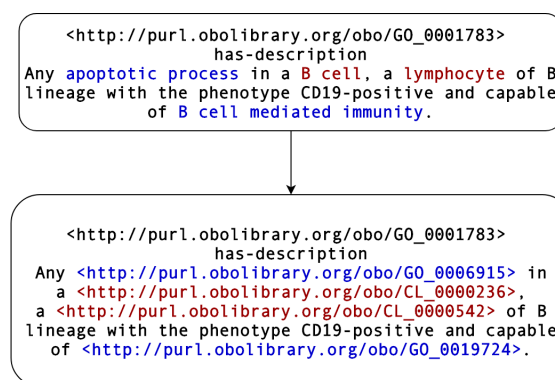 <http://purl.obolibrary.org/obo/GO_0001783>
has-description
Any apoptotic process in a B cell, a lymphocyte of B
lineage with the phenotype CD19-positive and capable
of B cell mediated immunity.
<http://purl.obolibrary.org/obo/GO_0001783>
has-description
Any <http://purl.obolibrary.org/obo/GO_0006915> in
a <http://purl.obolibrary.org/obo/CL_0000236>,
a <http://purl.obolibrary.org/obo/CL_0000542> of B
lineage with the phenotype CD19-positive and capable
of <http://purl.obolibrary.org/obo/GO_0019724>.